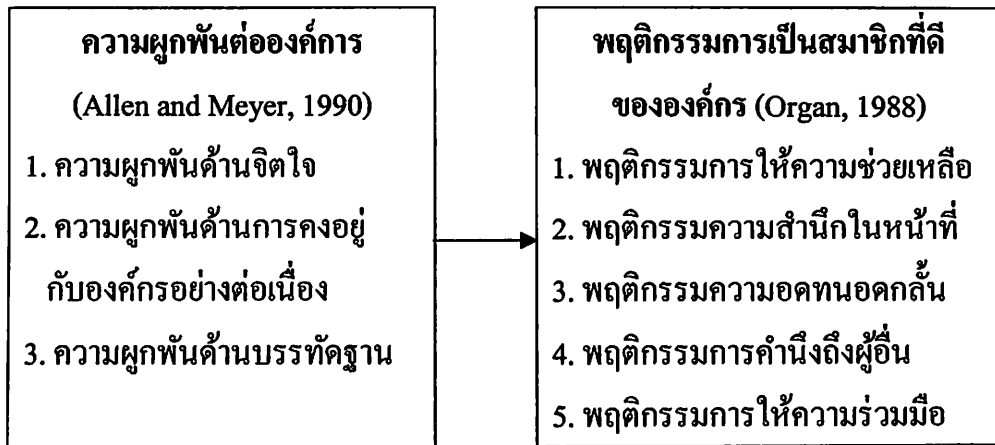 ความผูกพันต่อองค์การ
(Allen and Meyer, 1990)
1. ความผูกพันด้านจิตใจ
2. ความผูกพันด้านการคงอยู่
กับองค์กรอย่างต่อเนื่อง
3. ความผูกพันด้านบรรทัดฐาน
พฤติกรรมการเป็นสมาชิกที่ดี
ขององค์กร (Organ, 1988)
1. พฤติกรรมการให้ความช่วยเหลือ
2. พฤติกรรมความสำนึกในหน้าที่
3. พฤติกรรมความอดทนอดกลั้น
4. พฤติกรรมการคำนึงถึงผู้อื่น
5. พฤติกรรมการให้ความร่วมมือ